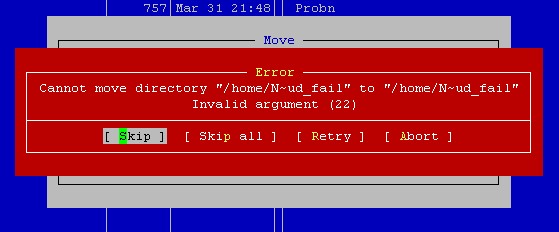 757 Mar 31 21:48 Probn
Move
Error
Cannot move directory "/home/N~ud_fail" to "/home/N~ud_fail"
Invalid argument (22)
[ Skip ] [ Skip all ] [ Retry ] [ Abort ]